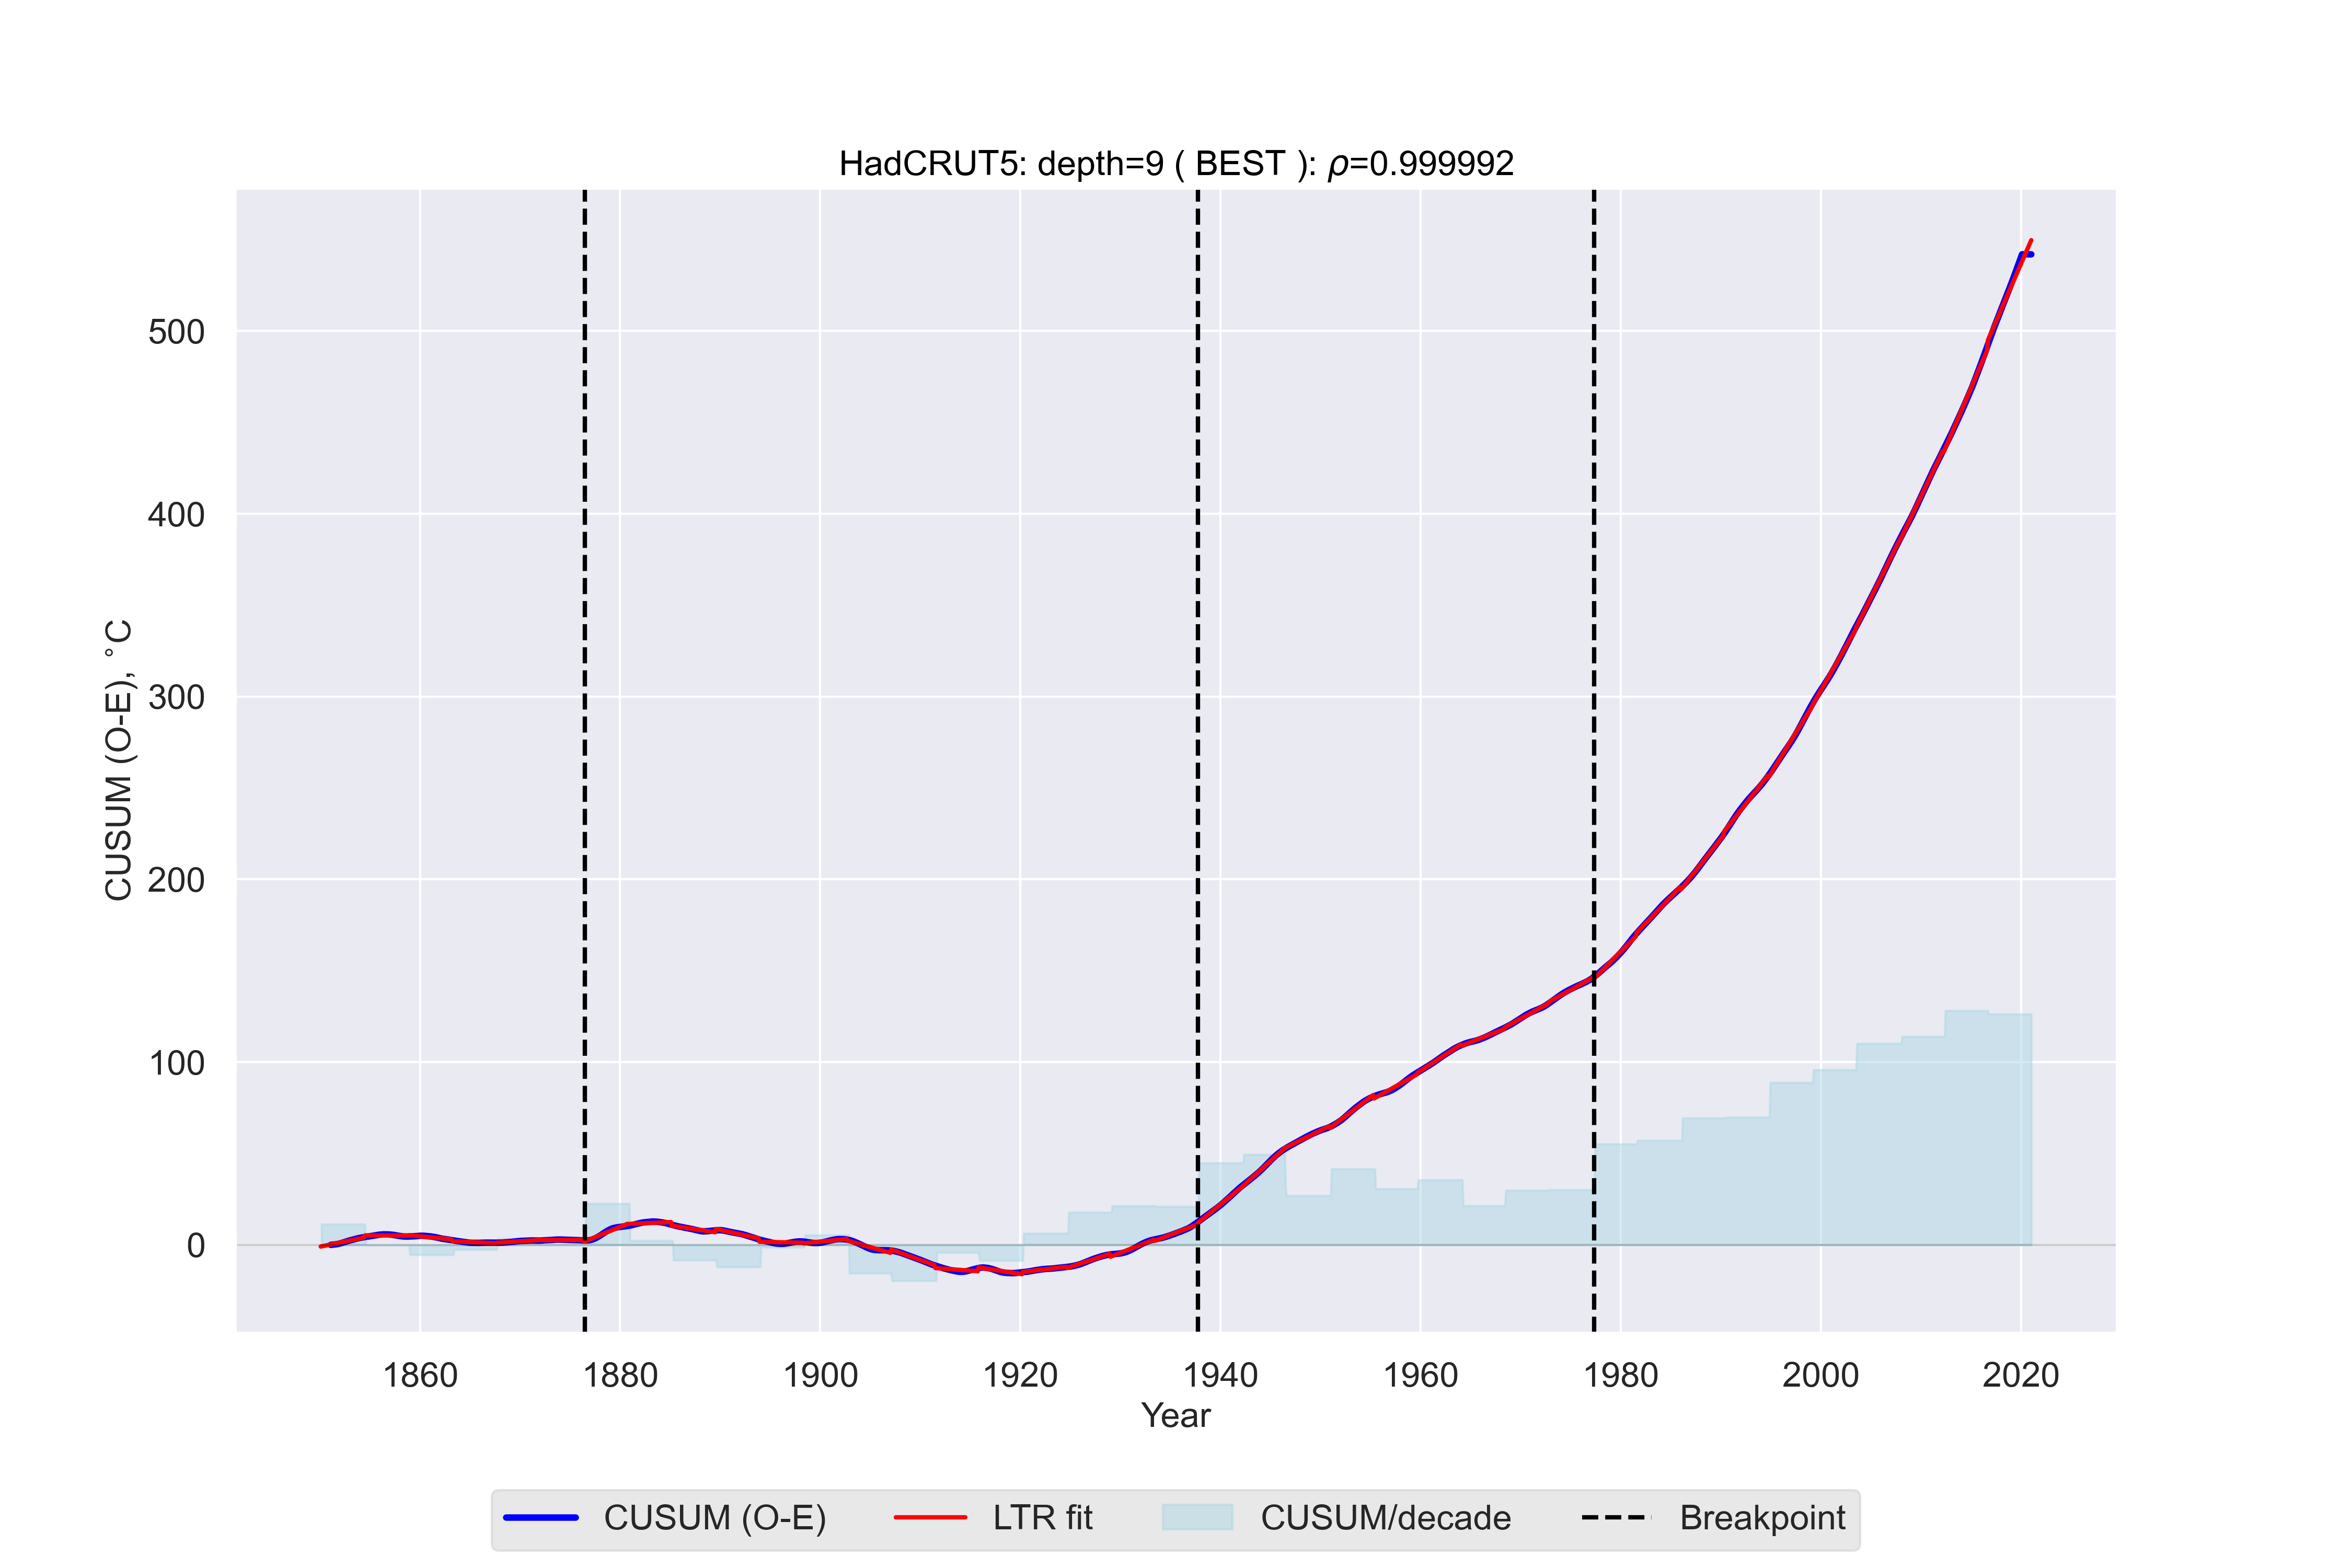 HadCRUT5: depth=9 ( BEST ): ρ=0.999992
CUSUM (O-E), °C
500
400
300
200
100
0
1860 1880 1900 1920 1940 1960 1980 2000 2020
Year
CUSUM (O-E) LTR fit CUSUM/decade Breakpoint